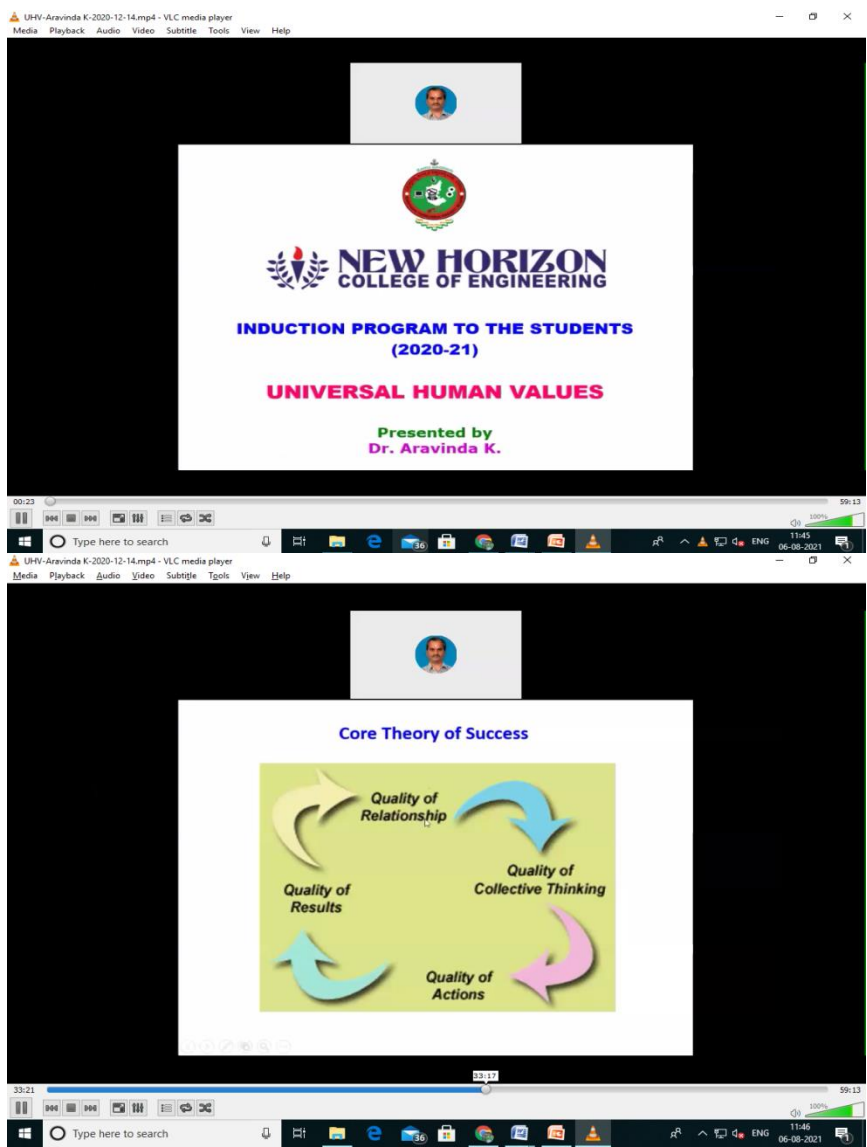 UHV-Aravinda K-2020-12-14.mp4 - VLC media player
Media Playback Audio Video Subtitle Tools View Help
NEW HORIZON
COLLEGE OF ENGINEERING
INDUCTION PROGRAM TO THE STUDENTS
(2020-21)
UNIVERSAL HUMAN VALUES
Presented by
Dr. Aravinda K.
00:23 59:13
100%
Type here to search 36 ENG 11:45
06-08-2021 1
UHV-Aravinda K-2020-12-14.mp4 - VLC media player
Media Playback Audio Video Subtitle Tools View Help
Core Theory of Success
Quality of
Relationship
Quality of
Collective Thinking
Quality of
Results
Quality of
Actions
33:17
33:21 59:13
100%
Type here to search 36 ENG 11:46
06-08-2021 1